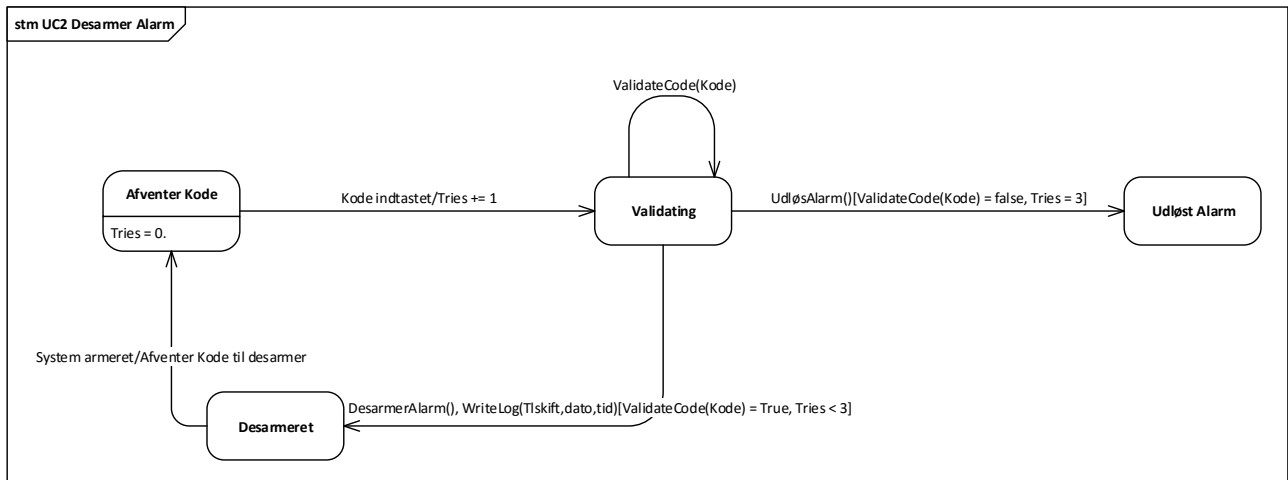 stm UC2 Desarmer Alarm
ValidateCode(Kode)
Afventer Kode
Tries = 0.
Kode indtastet/Tries += 1
Validating
UdløsAlarm()[ValidateCode(Kode) = false, Tries = 3]
Udløst Alarm
System armeret/Afventer Kode til desarmer
DesarmerAlarm(), WriteLog(Tlskift,dato,tid)[ValidateCode(Kode) = True, Tries < 3]
Desarmeret